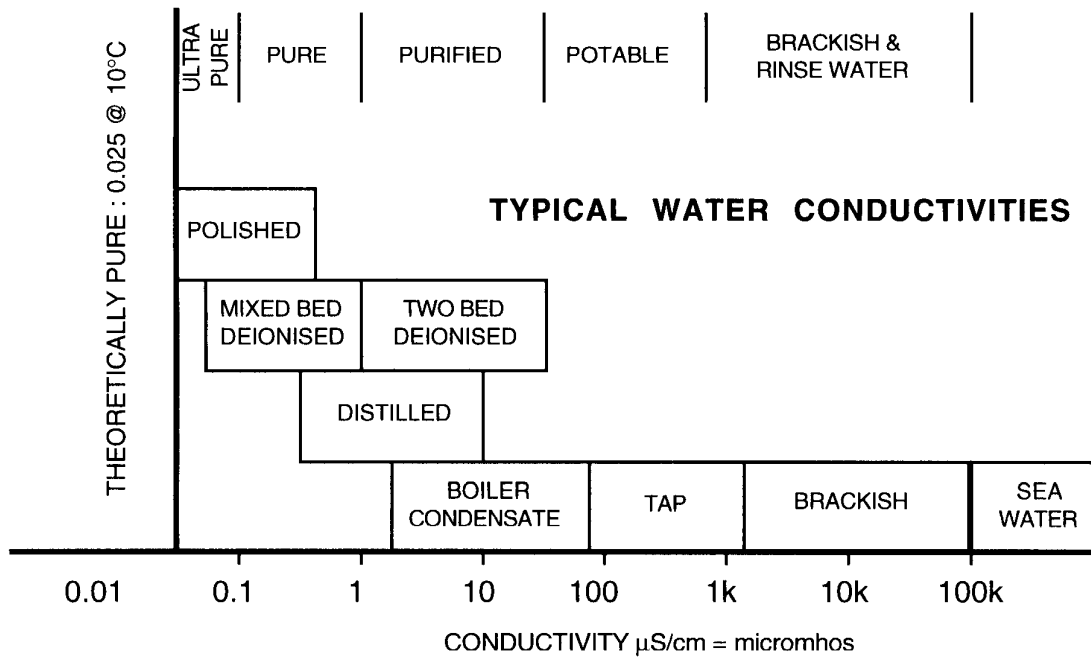 THEORETICALLY PURE : 0.025 @ 10°C
ULTRA
PURE
PURE
PURIFIED
POTABLE
BRACKISH &
RINSE WATER
TYPICAL WATER CONDUCTIVITIES
POLISHED
MIXED BED
DEIONISED
TWO BED
DEIONISED
DISTILLED
BOILER
CONDENSATE
TAP
BRACKISH
SEA
WATER
0.01 0.1 1 10 100 1k 10k 100k
CONDUCTIVITY µS/cm = micromhos